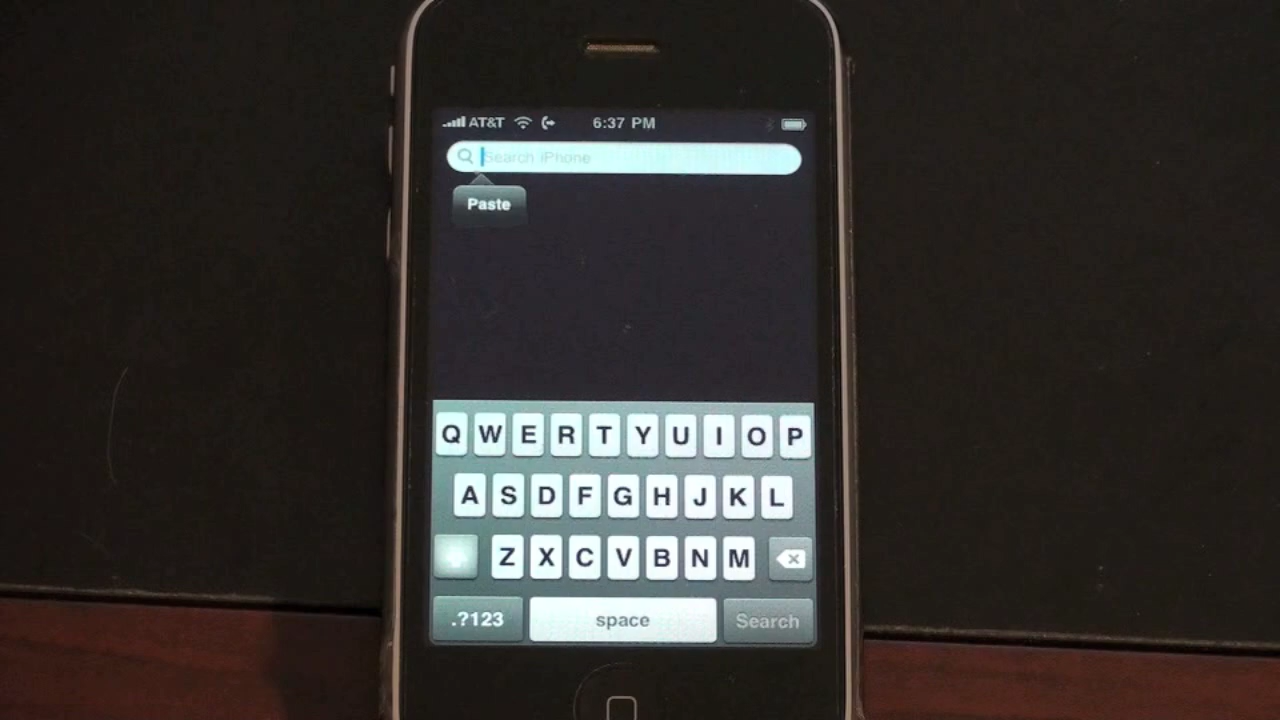 AT&T 6:37 PM
Search iPhone
Paste
Q W E R T Y U I O P
A S D F G H J K L
Z X C V B N M
.?123 space Search